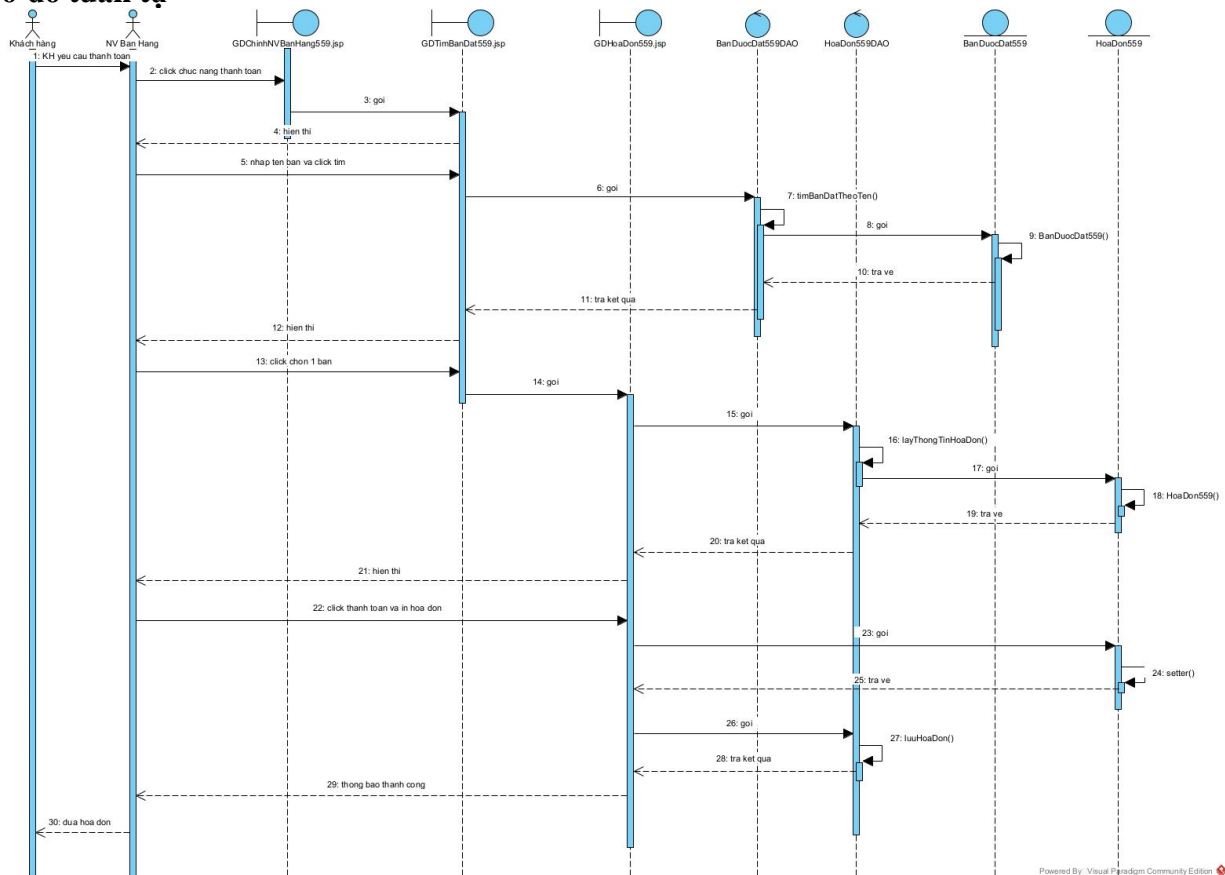 Khách hàng
NV Ban Hang
GDChinhNVBanHang559.jsp
GDTimBanDat559.jsp
GDHoaDon559.jsp
BanDuocDat559DAO
HoaDon559DAO
BanDuocDat559
HoaDon559
1: KH yeu cau thanh toan
2: click chuc nang thanh toan
3: goi
4: hien thi
5: nhap ten ban va click tim
6: goi
7: timBanDatTheoTen()
8: goi
9: BanDuocDat559()
10: tra ve
11: tra ket qua
12: hien thi
13: click chon 1 ban
14: goi
15: goi
16: layThongTinHoaDon()
17: goi
18: HoaDon559()
19: tra ve
20: tra ket qua
21: hien thi
22: click thanh toan va in hoa don
23: goi
24: setter()
25: tra ve
26: goi
27: luuHoaDon()
28: tra ket qua
29: thong bao thanh cong
30: dua hoa don
Powered By: Visual Paradigm Community Edition